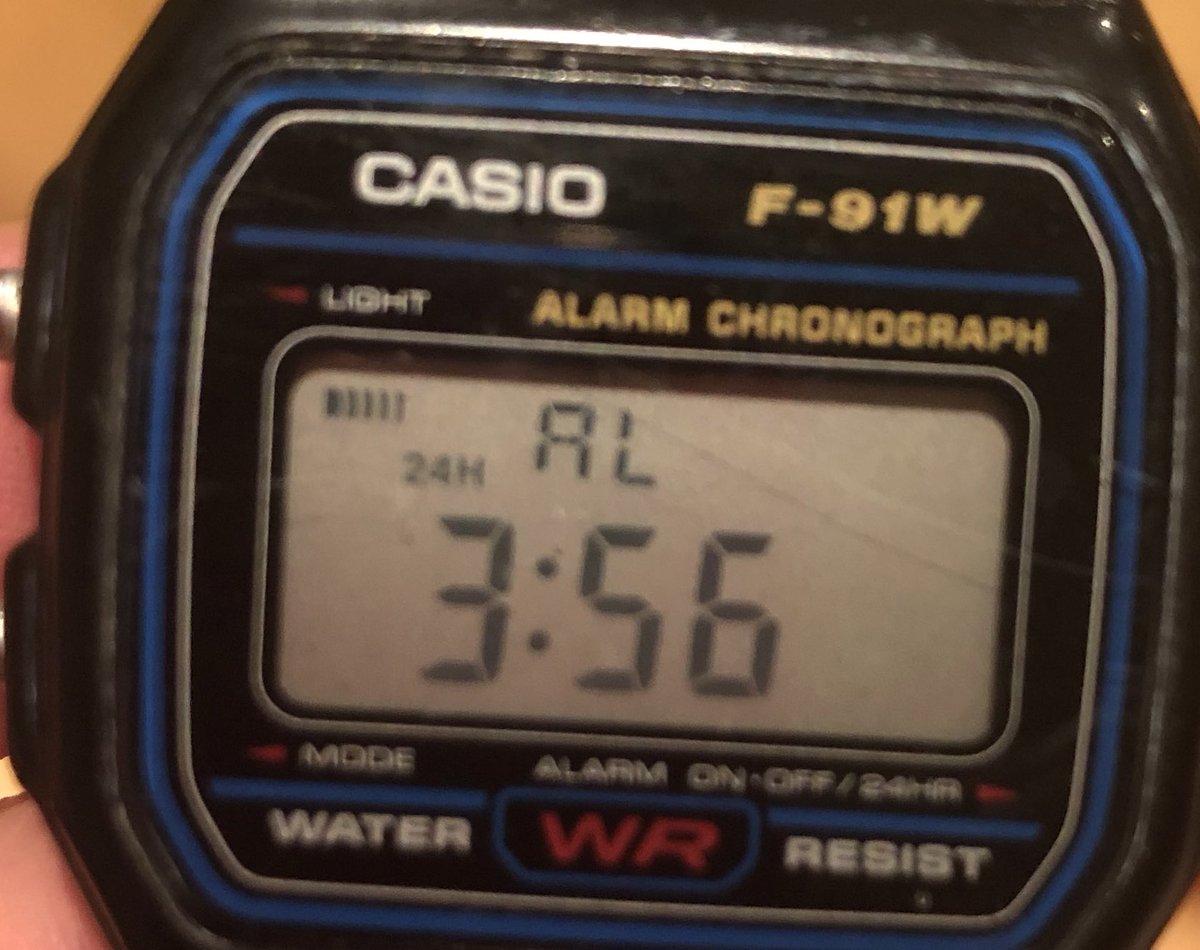 CASIO F-91W
LIGHT ALARM CHRONOGRAPH
AL
24H
3:56
MODE ALARM ON·OFF/24HR
WATER WR RESIST